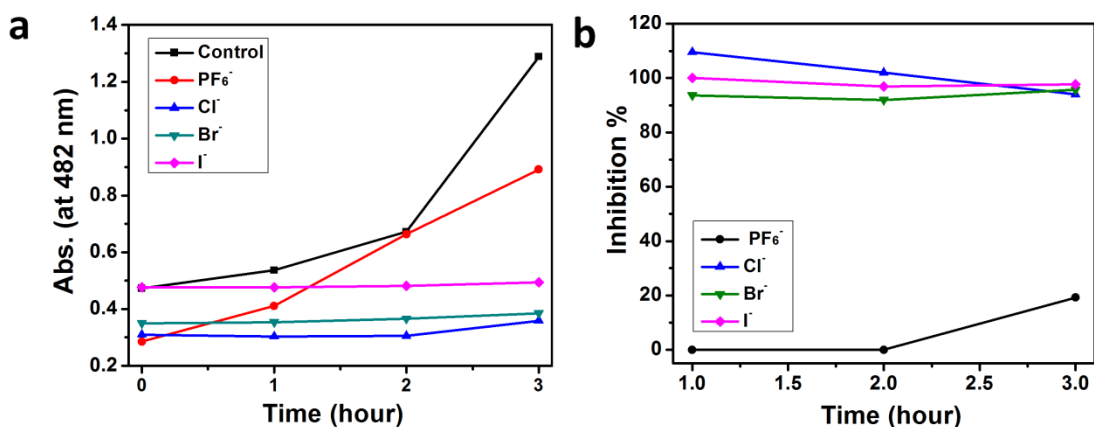 a
Abs. (at 482 nm)
1.4
1.2
1.0
0.8
0.6
0.4
0.2
Control
PF₆⁻
Cl⁻
Br⁻
I⁻
0 1 2 3
Time (hour)
b
Inhibition %
120
100
80
60
40
20
0
PF₆⁻
Cl⁻
Br⁻
I⁻
1.0 1.5 2.0 2.5 3.0
Time (hour)